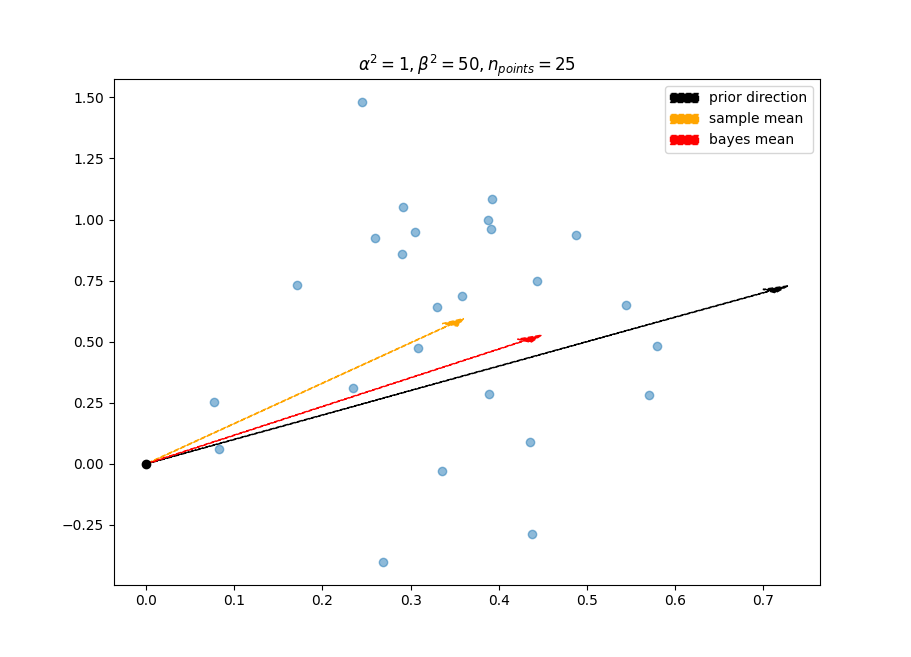 α² = 1, β² = 50, n_points = 25
prior direction
sample mean
bayes mean
1.50
1.25
1.00
0.75
0.50
0.25
0.00
−0.25
0.0 0.1 0.2 0.3 0.4 0.5 0.6 0.7